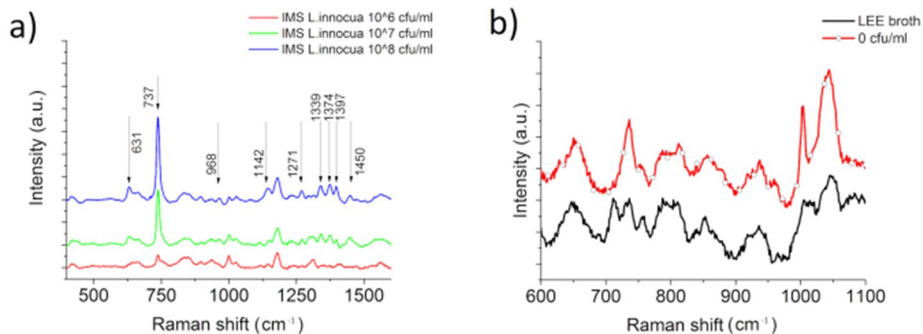 a)
IMS L.innocua 10^6 cfu/ml
IMS L.innocua 10^7 cfu/ml
IMS L.innocua 10^8 cfu/ml
631
737
968
1142
1271
1339
1374
1397
1450
Intensity (a.u.)
500
750
1000
1250
1500
Raman shift (cm⁻¹)
b)
LEE broth
0 cfu/ml
Intensity (a.u.)
600
700
800
900
1000
1100
Raman shift (cm⁻¹)